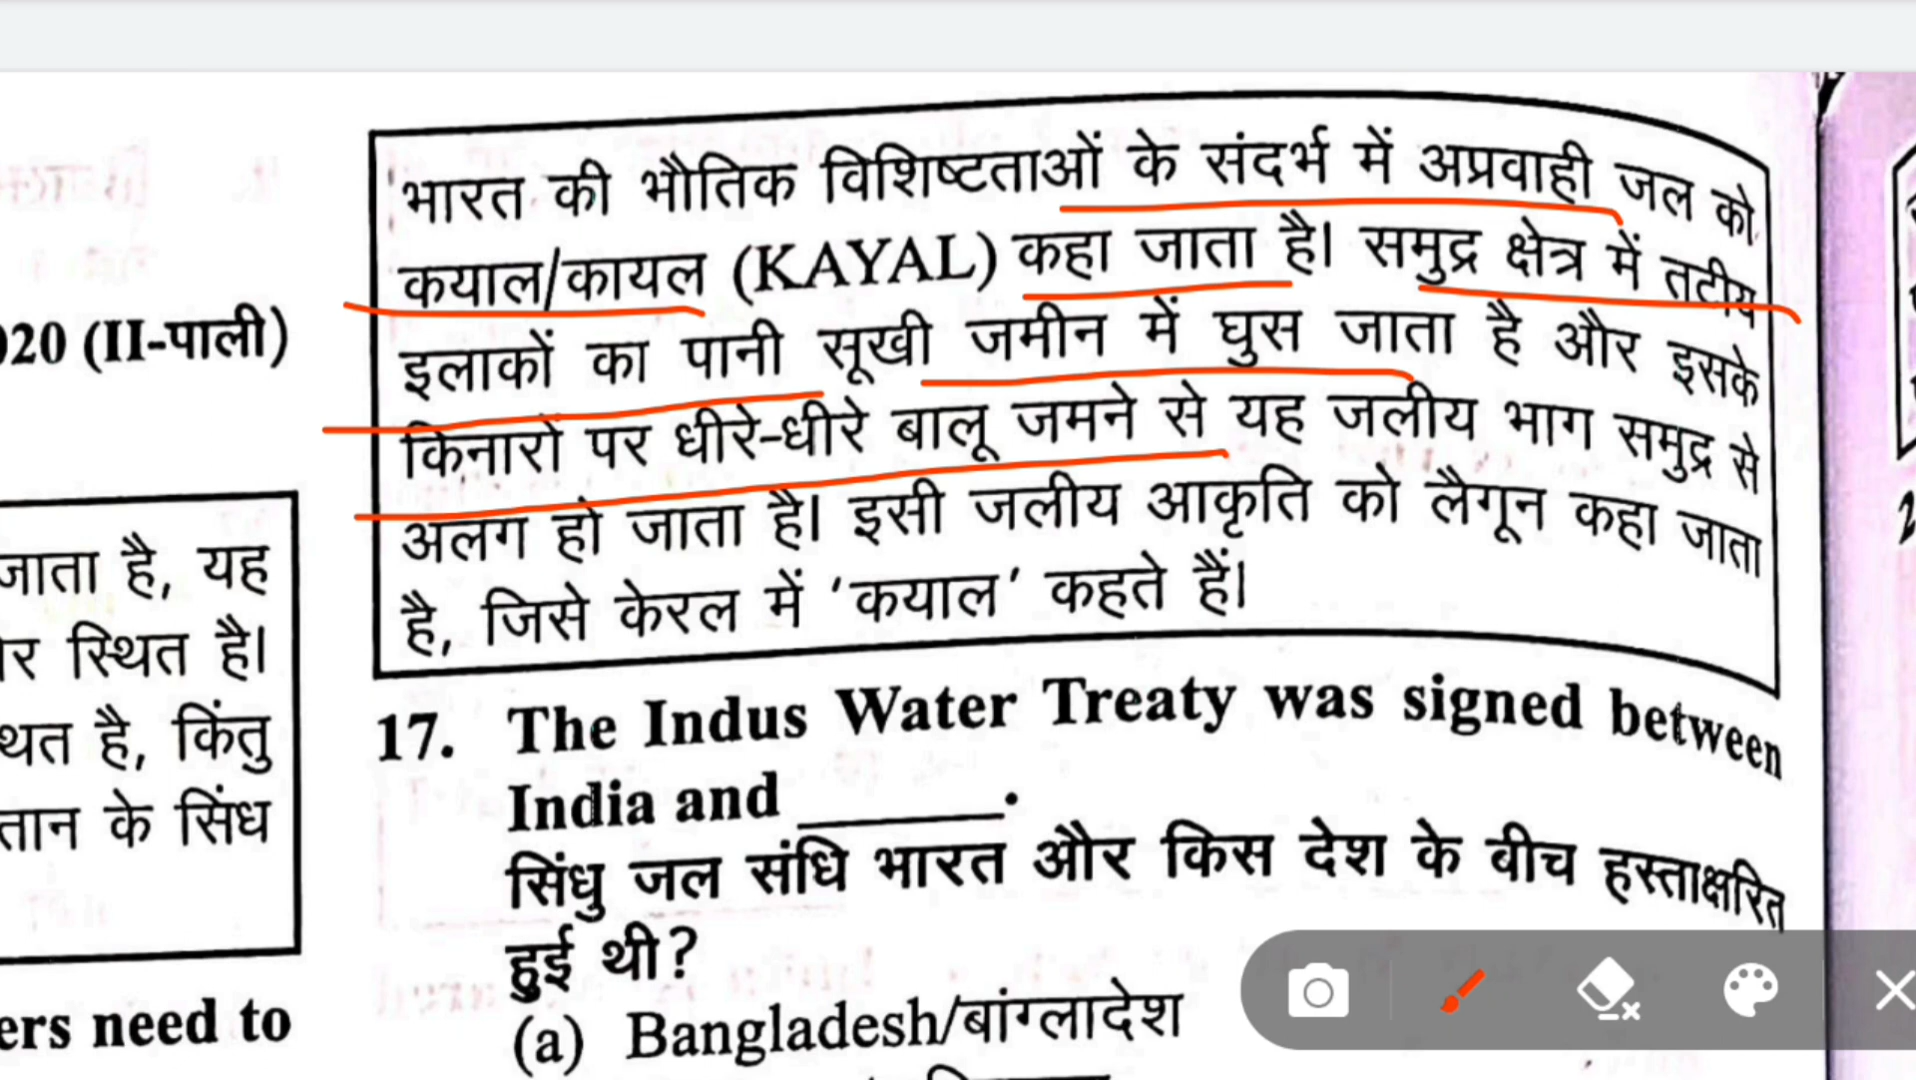 020 (II-पाली)
जाता है, यह
र स्थित है।
थत है, किंतु
तान के सिंध
ers need to
भारत की भौतिक विशिष्टताओं के संदर्भ में अप्रवाही जल को
कयाल/कायल (KAYAL) कहा जाता है। समुद्र क्षेत्र में तटीय
इलाकों का पानी सूखी जमीन में घुस जाता है और इसके
किनारों पर धीरे-धीरे बालू जमने से यह जलीय भाग समुद्र से
अलग हो जाता है। इसी जलीय आकृति को लैगून कहा जाता
है, जिसे केरल में ‘कयाल’ कहते हैं।
17. The Indus Water Treaty was signed between
India and ______.
सिंधु जल संधि भारत और किस देश के बीच हस्ताक्षरित
हुई थी?
(a) Bangladesh/बांग्लादेश